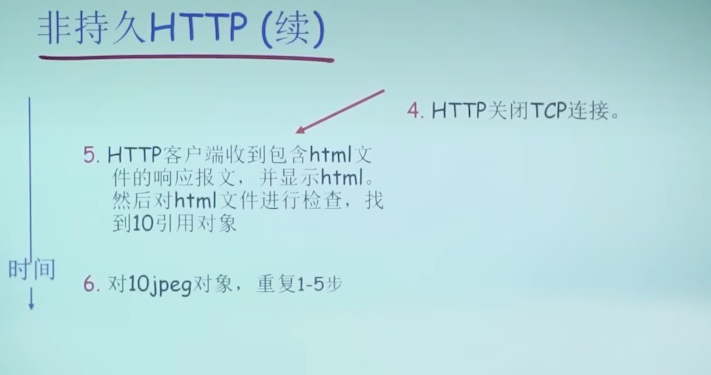 非持久HTTP (续)
4. HTTP关闭TCP连接。
5. HTTP客户端收到包含html文
件的响应报文，并显示html。
然后对html文件进行检查，找
到10引用对象
时间
6. 对10jpeg对象，重复1-5步